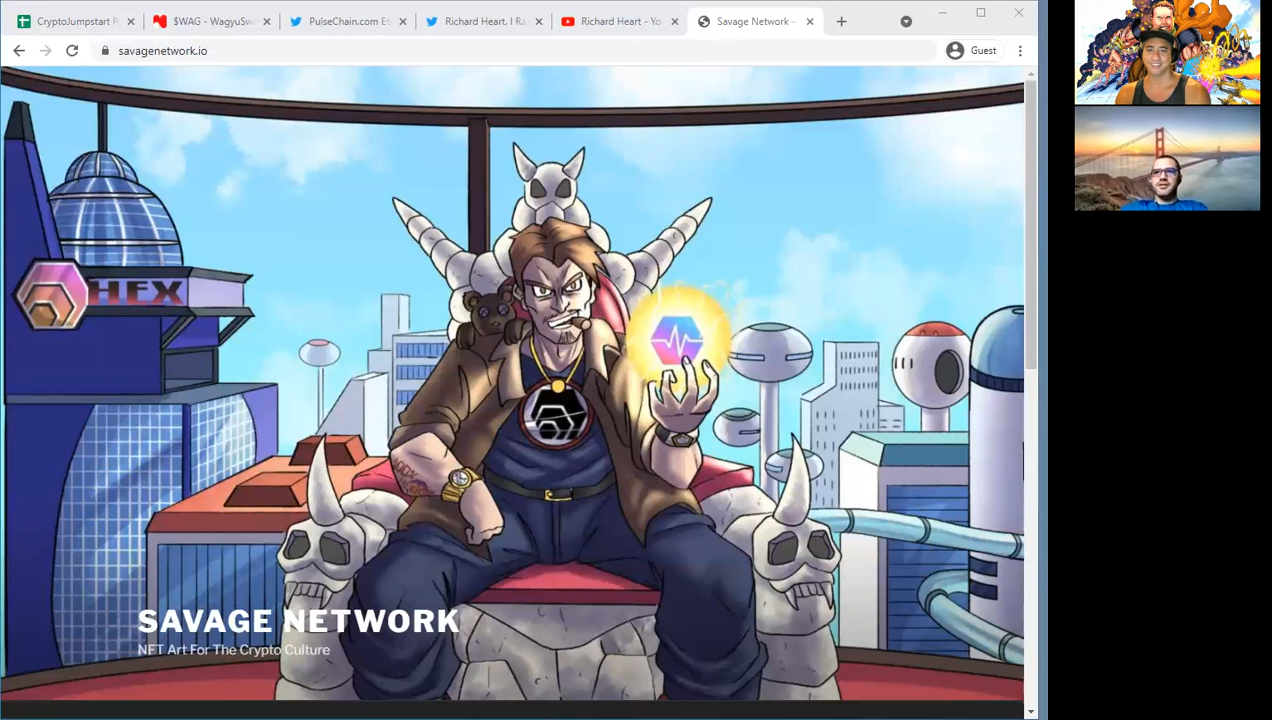 CryptoJumpstart P
$WAG - WagyuSw
PulseChain.com Et
Richard Heart. I Ra
Richard Heart - Yo
Savage Network –
savagenetwork.io
Guest
HEX
SAVAGE NETWORK
NFT Art For The Crypto Culture